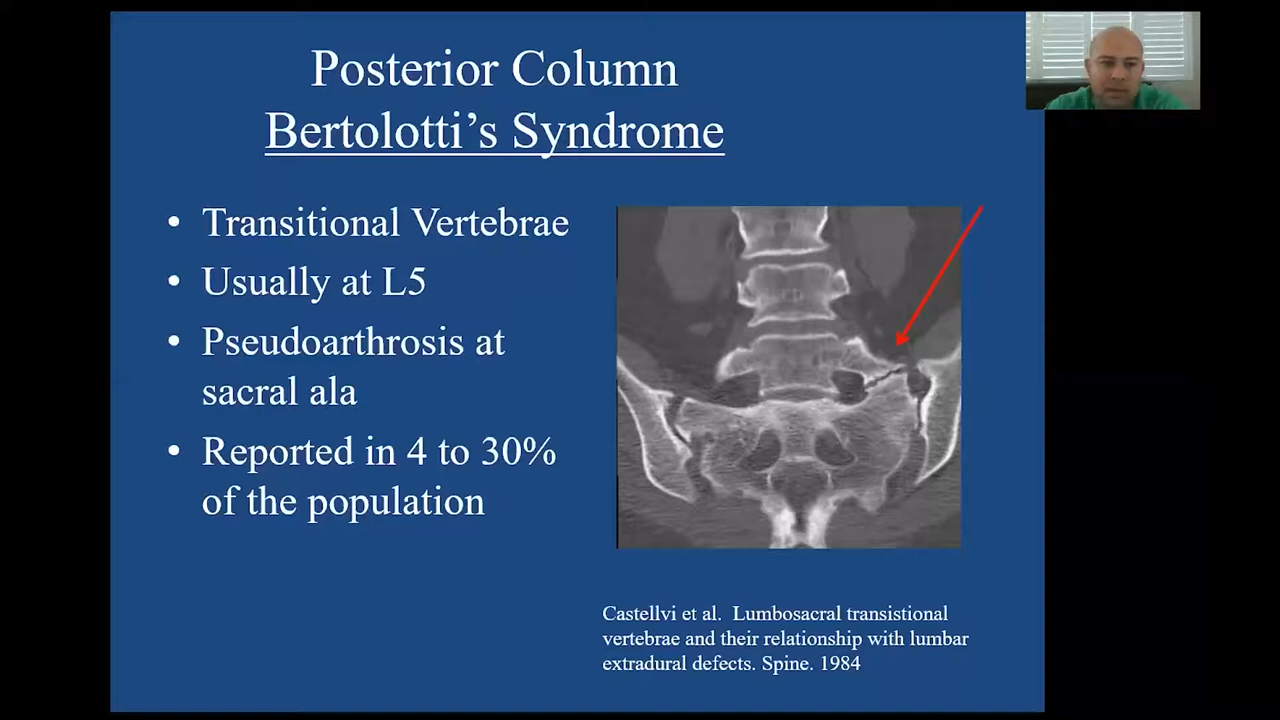 Posterior Column
Bertolotti's Syndrome
• Transitional Vertebrae
• Usually at L5
• Pseudoarthrosis at
sacral ala
• Reported in 4 to 30%
of the population
Castellvi et al.  Lumbosacral transistional
vertebrae and their relationship with lumbar
extradural defects. Spine. 1984